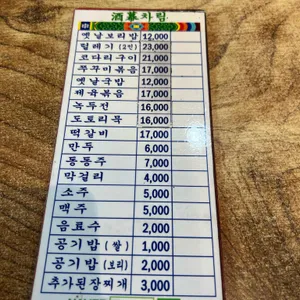 酒幕차림
옛날보리밥 12,000
털레기(2인) 23,000
코다리구이 21,000
쭈꾸미볶음 17,000
옛날국밥 12,000
제육볶음 17,000
녹두전 16,000
도토리묵 16,000
떡갈비 17,000
만두 6,000
동동주 7,000
막걸리 4,000
소주 5,000
맥주 5,000
음료수 2,000
공기밥(쌀) 1,000
공기밥(보리) 2,000
추가된장찌개 3,000